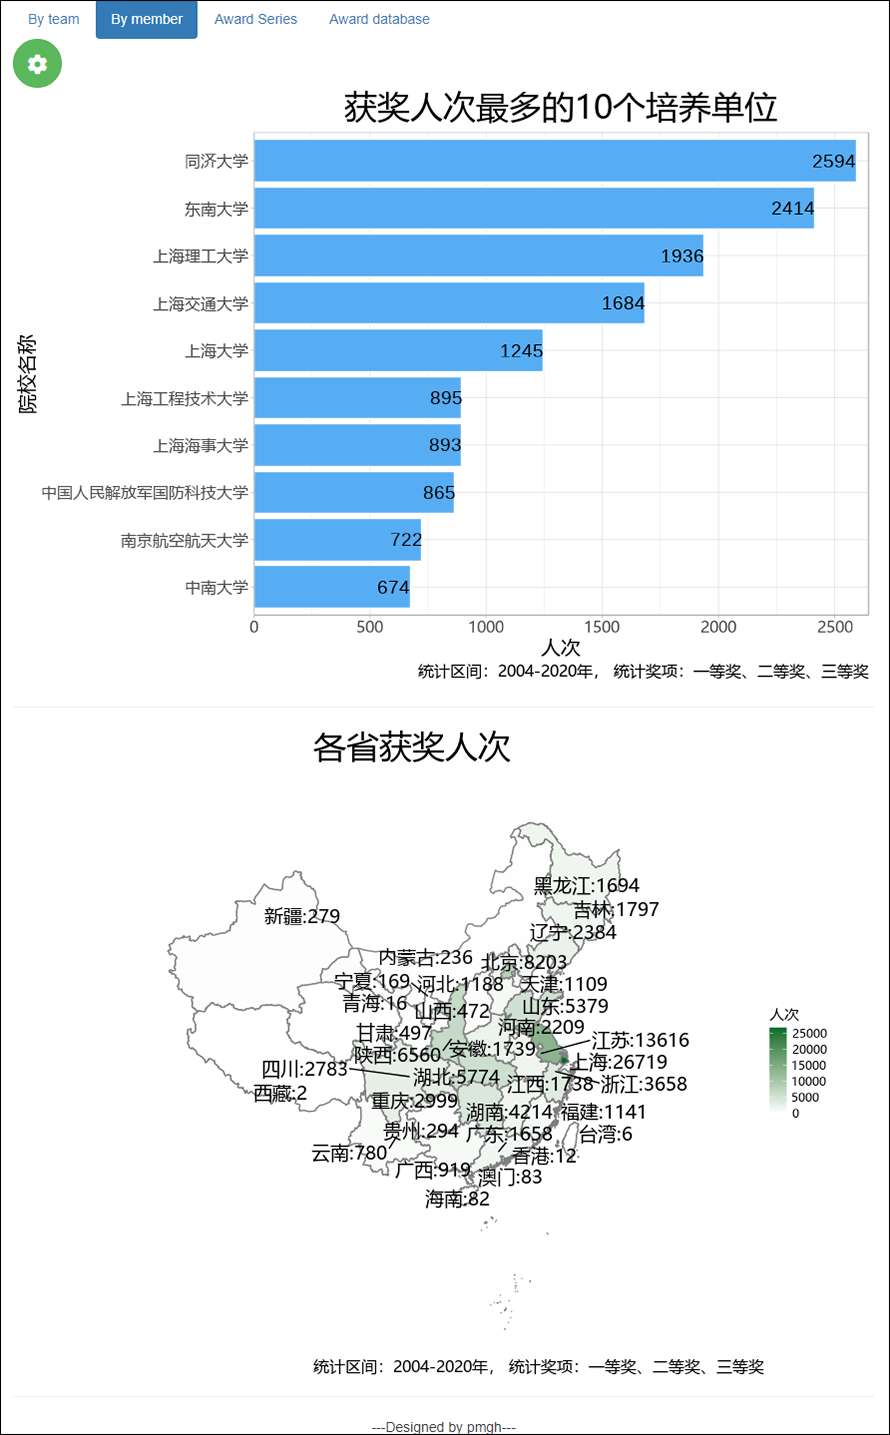 By team
By member
Award Series
Award database
获奖人次最多的10个培养单位
院校名称
同济大学
2594
东南大学
2414
上海理工大学
1936
上海交通大学
1684
上海大学
1245
上海工程技术大学
895
上海海事大学
893
中国人民解放军国防科技大学
865
南京航空航天大学
722
中南大学
674
0 500 1000 1500 2000 2500
人次
统计区间：2004-2020年， 统计奖项：一等奖、二等奖、三等奖
各省获奖人次
黑龙江:1694
吉林:1797
新疆:279
辽宁:2384
内蒙古:236
北京:8203
宁夏:169
河北:1188
天津:1109
青海:16
山西:472
山东:5379
甘肃:497
河南:2209
江苏:13616
陕西:6560
安徽:1739
上海:26719
四川:2783
湖北:5774
江西:1738
浙江:3658
西藏:2
重庆:2999
湖南:4214
福建:1141
贵州:294
广东:1658
台湾:6
云南:780
香港:12
广西:919
澳门:83
海南:82
人次
25000
20000
15000
10000
5000
0
统计区间：2004-2020年， 统计奖项：一等奖、二等奖、三等奖
---Designed by pmgh---